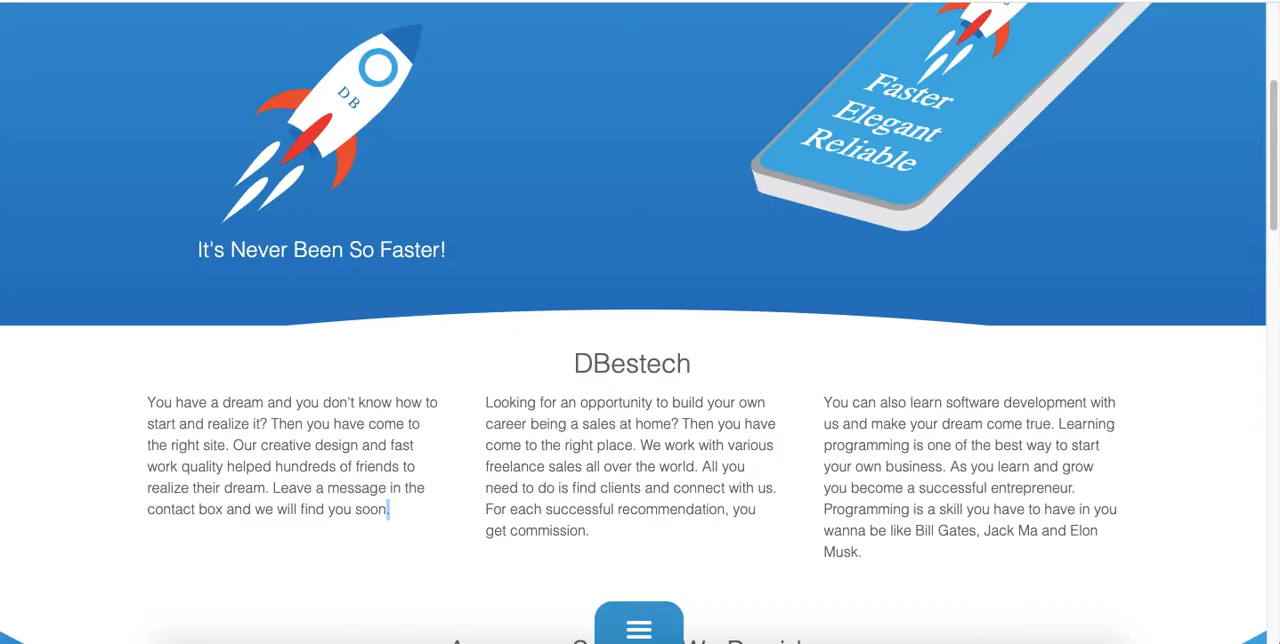 DB
Faster
Elegant
Reliable
It's Never Been So Faster!
DBestech
You have a dream and you don't know how to
start and realize it? Then you have come to
the right site. Our creative design and fast
work quality helped hundreds of friends to
realize their dream. Leave a message in the
contact box and we will find you soon.
Looking for an opportunity to build your own
career being a sales at home? Then you have
come to the right place. We work with various
freelance sales all over the world. All you
need to do is find clients and connect with us.
For each successful recommendation, you
get commission.
You can also learn software development with
us and make your dream come true. Learning
programming is one of the best way to start
your own business. As you learn and grow
you become a successful entrepreneur.
Programming is a skill you have to have in you
wanna be like Bill Gates, Jack Ma and Elon
Musk.